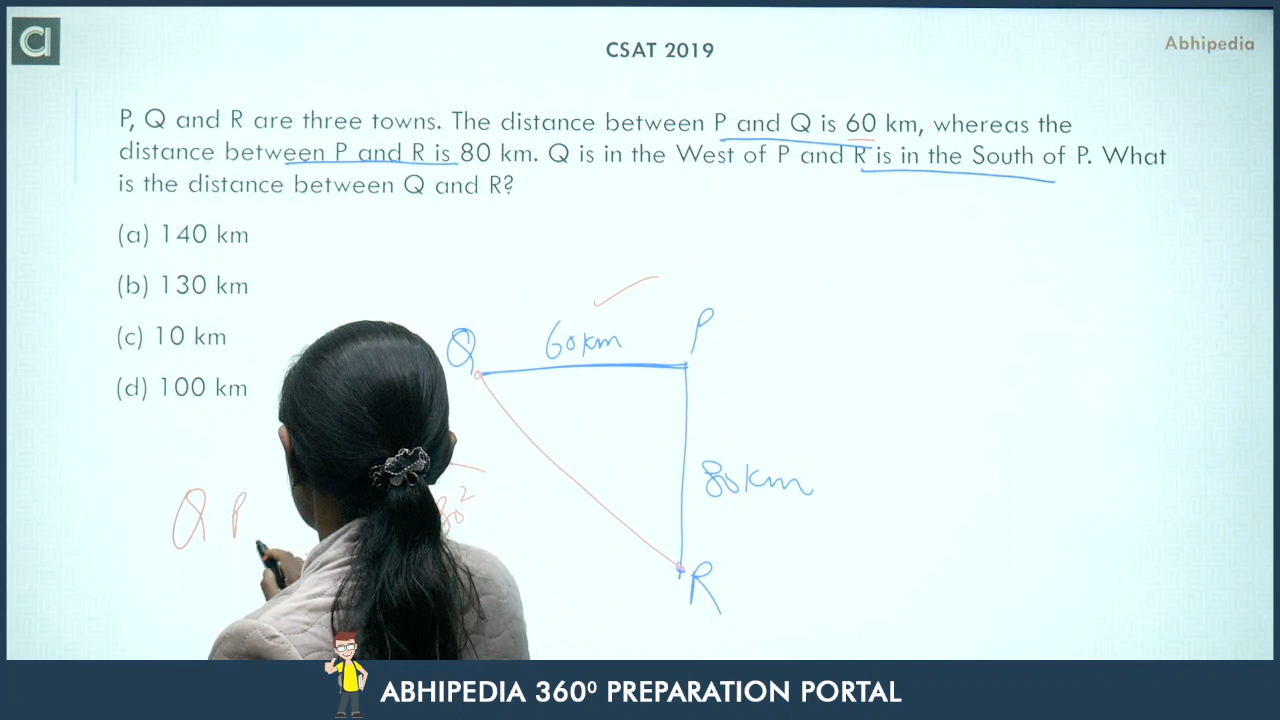 CSAT 2019
Abhipedia
P, Q and R are three towns. The distance between P and Q is 60 km, whereas the
distance between P and R is 80 km. Q is in the West of P and R is in the South of P. What
is the distance between Q and R?
(a) 140 km
(b) 130 km
(c) 10 km
(d) 100 km
Q
60km
P
80km
R
Q P
80²
ABHIPEDIA 360⁰ PREPARATION PORTAL